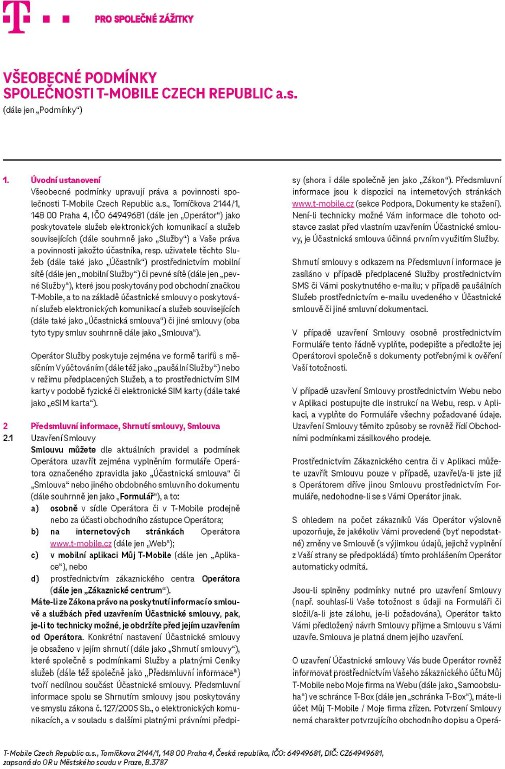 T
PRO SPOLEČNÉ ZÁŽITKY
VŠEOBECNÉ PODMÍNKY
SPOLEČNOSTI T-MOBILE CZECH REPUBLIC a.s.
(dále jen „Podmínky“)
1. Úvodní ustanovení
Všeobecné podmínky upravují práva a povinnosti spo-
lečnosti T-Mobile Czech Republic a.s., Tomíčkova 2144/1,
148 00 Praha 4, IČO 64949681 (dále jen „Operátor“) jako
poskytovatele služeb elektronických komunikací a služeb
souvisejících (dále souhrnně jako „Služby“) a Vaše práva
a povinnosti jakožto účastníka, resp. uživatele těchto Slu-
žeb (dále také jako „Účastník“) prostřednictvím mobilní
sítě (dále jen „mobilní Služby“) či pevné sítě (dále jen „pev-
né Služby“), které jsou poskytovány pod obchodní značkou
T-Mobile, a to na základě účastnické smlouvy o poskytová-
ní služeb elektronických komunikací a služeb souvisejících
(dále také jako „Účastnická smlouva“) či jiné smlouvy (oba
tyto typy smluv souhrnně dále jako „Smlouva“).
Operátor Služby poskytuje zejména ve formě tarifů s mě-
síčním Vyúčtováním (dále též jako „paušální Služby“) nebo
v režimu předplacených Služeb, a to prostřednictvím SIM
karty v podobě fyzické či elektronické SIM karty (dále také
jako „eSIM karta“).
2 Předsmluvní informace, Shrnutí smlouvy, Smlouva
2.1 Uzavření Smlouvy
Smlouvu můžete dle aktuálních pravidel a podmínek
Operátora uzavřít zejména vyplněním formuláře Operá-
tora označeného zpravidla jako „Účastnická smlouva“ či
„Smlouva“ nebo jiného obdobného smluvního dokumentu
(dále souhrnně jen jako „Formulář“), a to:
a) osobně v sídle Operátora či v T-Mobile prodejně
nebo za účasti obchodního zástupce Operátora;
b) na internetových stránkách Operátora
www.t-mobile.cz (dále jen „Web“);
c) v mobilní aplikaci Můj T-Mobile (dále jen „Aplika-
ce“), nebo
d) prostřednictvím zákaznického centra Operátora
(dále jen „Zákaznické centrum“).
Máte-li ze Zákona právo na poskytnutí informací o smlou-
vě a službách před uzavřením Účastnické smlouvy, pak,
je-li to technicky možné, je obdržíte před jejím uzavřením
od Operátora. Konkrétní nastavení Účastnické smlouvy
je obsaženo v jejím shrnutí (dále jako „Shrnutí smlouvy“)
které společně s podmínkami Služby a platnými Ceníky
služeb (dále též společně jako „Předsmluvní informace“)
tvoří nedílnou součást Účastnické smlouvy. Předsmluvní
informace spolu se Shrnutím smlouvy jsou poskytovány
ve smyslu zákona č. 127/2005 Sb., o elektronických komu-
nikacích, a v souladu s dalšími platnými právními předpi-
sy (shora i dále společně jen jako „Zákon“). Předsmluvní
informace jsou k dispozici na internetových stránkách
www.t-mobile.cz (sekce Podpora, Dokumenty ke stažení).
Není-li technicky možné Vám informace dle tohoto od-
stavce zaslat před vlastním uzavřením Účastnické smlou-
vy, je Účastnická smlouva účinná prvním využitím Služby.
Shrnutí smlouvy s odkazem na Předsmluvní informace je
zasíláno v případě předplacené Služby prostřednictvím
SMS či Vámi poskytnutého e-mailu; v případě paušálních
Služeb prostřednictvím e-mailu uvedeného v Účastnické
smlouvě či jiné smluvní dokumentaci.
V případě uzavření Smlouvy osobně prostřednictvím
Formuláře tento řádně vyplňte, podepište a předložte jej
Operátorovi společně s dokumenty potřebnými k ověření
Vaší totožnosti.
V případě uzavření Smlouvy prostřednictvím Webu nebo
v Aplikaci postupujte dle instrukcí na Webu, resp. v Apli-
kaci, a vyplňte do Formuláře všechny požadované údaje.
Uzavření Smlouvy těmito způsoby se rovněž řídí Obchod-
ními podmínkami zásilkového prodeje.
Prostřednictvím Zákaznického centra či v Aplikaci může-
te uzavřít Smlouvu pouze v případě, uzavřel/a-li jste již
s Operátorem dříve jinou Smlouvu prostřednictvím For-
muláře, nedohodne-li se s Vámi Operátor jinak.
S ohledem na počet zákazníků Vás Operátor výslovně
upozorňuje, že jakékoliv Vámi provedené (byť nepodstat-
né) změny ve Smlouvě (s výjimkou údajů, jejichž vyplnění
z Vaší strany se předpokládá) tímto prohlášením Operátor
automaticky odmítá.
Jsou-li splněny podmínky nutné pro uzavření Smlouvy
(např. souhlasí-li Vaše totožnost s údaji na Formuláři či
složil/a-li jste zálohu, je-li požadována), Operátor takto
Vámi předložený návrh Smlouvy přijme a Smlouvu s Vámi
uzavře. Smlouva je platná dnem jejího uzavření.
O uzavření Účastnické smlouvy Vás bude Operátor rovněž
informovat prostřednictvím Vašeho zákaznického účtu Můj
T-Mobile nebo Moje firma na Webu (dále jako „Samoobslu-
ha“) ve schránce T-Box (dále jen „schránka T-Box“), máte-li
účet Můj T-Mobile / Moje firma zřízen. Potvrzení Smlouvy
nemá charakter potvrzujícího obchodního dopisu a Operá-
T-Mobile Czech Republic a.s., Tomíčkova 2144/1, 148 00 Praha 4, Česká republika, IČO: 64949681, DIČ: CZ64949681,
zapsaná do OR u Městského soudu v Praze, B.3787